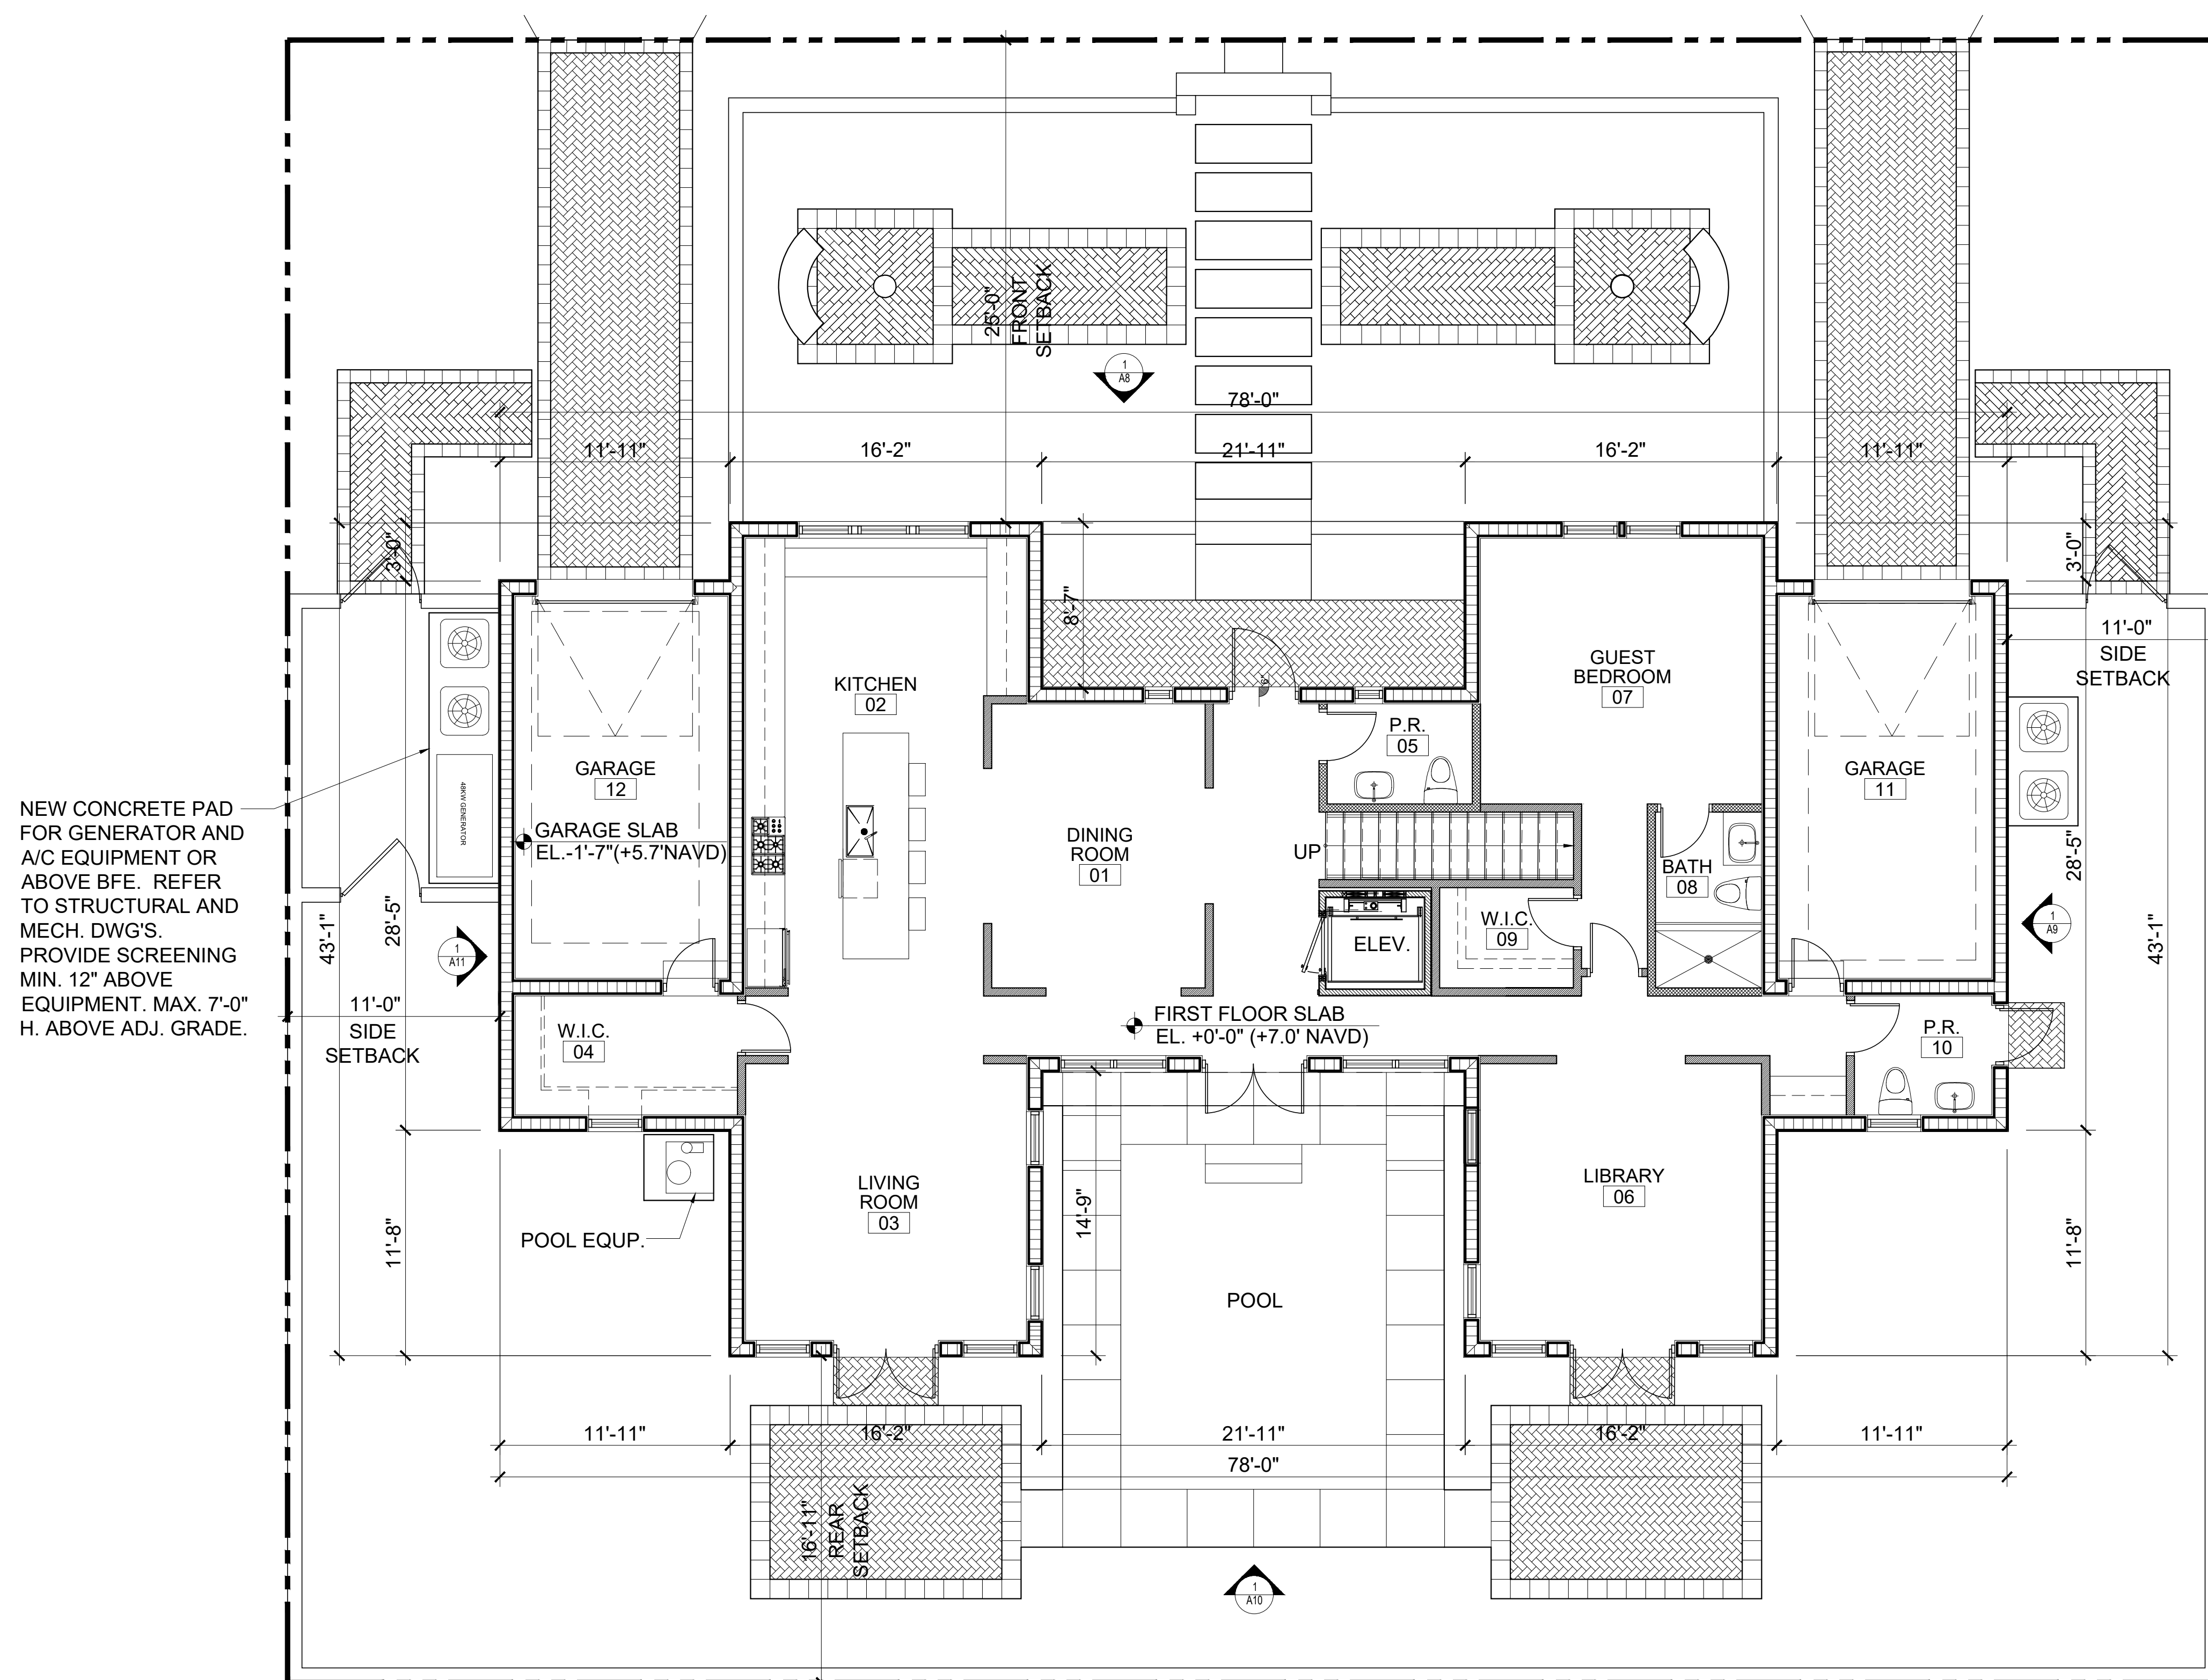 25'-0"
FRONT
SETBACK
1
A8
78'-0"
11'-11"
16'-2"
21'-11"
16'-2"
11'-11"
3'-0"
3'-0"
8'-7"
6"
11'-0"
SIDE
SETBACK
KITCHEN
02
GUEST
BEDROOM
07
P.R.
05
GARAGE
12
GARAGE
11
48KW GENERATOR
NEW CONCRETE PAD
FOR GENERATOR AND
A/C EQUIPMENT OR
ABOVE BFE. REFER
TO STRUCTURAL AND
MECH. DWG'S.
PROVIDE SCREENING
MIN. 12" ABOVE
EQUIPMENT. MAX. 7'-0"
H. ABOVE ADJ. GRADE.
GARAGE SLAB
EL.-1'-7"(+5.7'NAVD)
DINING
ROOM
01
UP
BATH
08
28'-5"
43'-1"
28'-5"
43'-1"
1
A11
1
A9
W.I.C.
09
ELEV.
11'-0"
SIDE
SETBACK
W.I.C.
04
FIRST FLOOR SLAB
EL. +0'-0" (+7.0' NAVD)
P.R.
10
LIVING
ROOM
03
LIBRARY
06
POOL EQUP.
11'-8"
14'-9"
11'-8"
POOL
11'-11"
16'-2"
21'-11"
16'-2"
11'-11"
78'-0"
16'-11"
REAR
SETBACK
1
A10